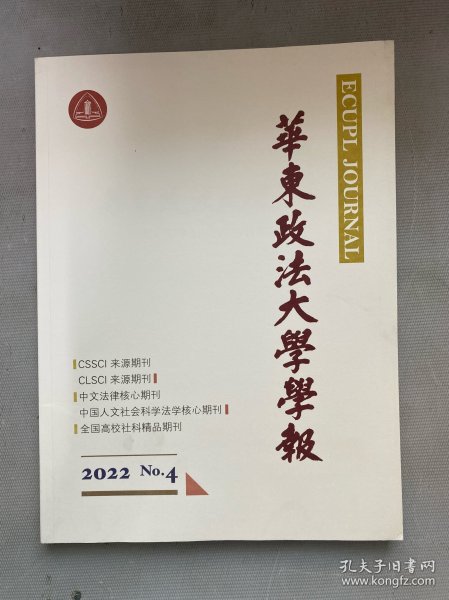 ECUPL JOURNAL
華東政法大學學報
CSSCI 来源期刊
CLSCI 来源期刊
中文法律核心期刊
中国人文社会科学法学核心期刊
全国高校社科精品期刊
2022 No.4
孔夫子旧书网
www.kongfz.com